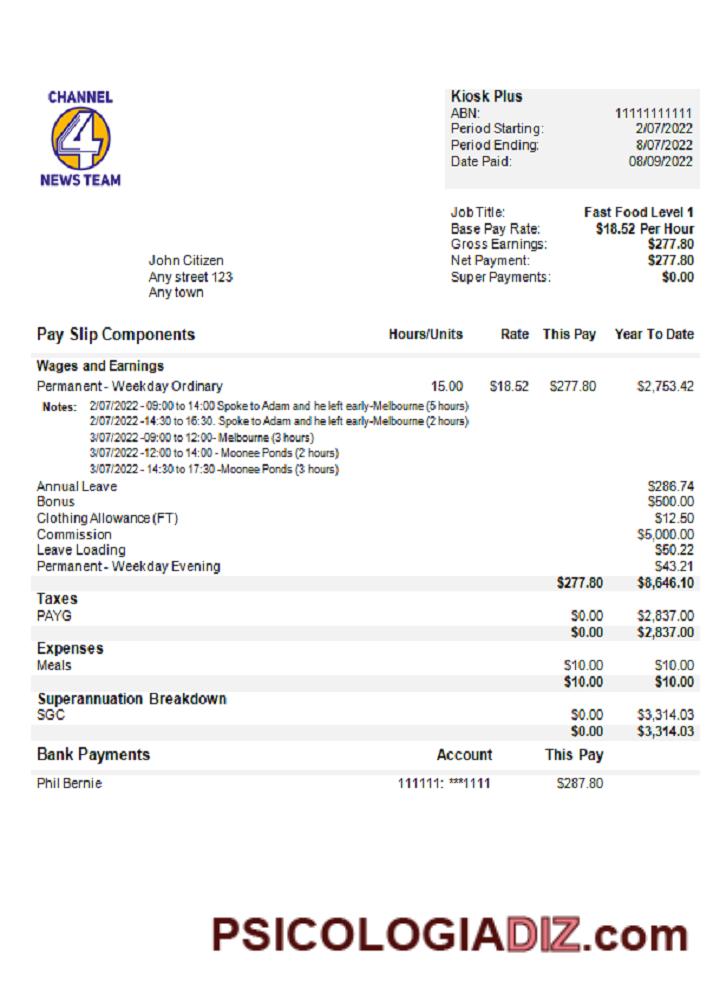 CHANNEL
4
NEWS TEAM
Kiosk Plus
ABN: 11111111111
Period Starting: 2/07/2022
Period Ending: 8/07/2022
Date Paid: 08/09/2022
Job Title: Fast Food Level 1
Base Pay Rate: $18.52 Per Hour
Gross Earnings: $277.80
Net Payment: $277.80
Super Payments: $0.00
John Citizen
Any street 123
Any town
Pay Slip Components Hours/Units Rate This Pay Year To Date
Wages and Earnings
Permanent - Weekday Ordinary 15.00 $18.52 $277.80 $2,753.42
Notes: 2/07/2022 - 09:00 to 14:00 Spoke to Adam and he left early-Melbourne (5 hours)
2/07/2022 -14:30 to 16:30. Spoke to Adam and he left early-Melbourne (2 hours)
3/07/2022 -09:00 to 12:00- Melbourne (3 hours)
3/07/2022 -12:00 to 14:00 - Moonee Ponds (2 hours)
3/07/2022 - 14:30 to 17:30 -Moonee Ponds (3 hours)
Annual Leave $286.74
Bonus $500.00
Clothing Allowance (FT) $12.50
Commission $5,000.00
Leave Loading $50.22
Permanent - Weekday Evening $43.21
$277.80 $8,646.10
Taxes
PAYG $0.00 $2,837.00
$0.00 $2,837.00
Expenses
Meals $10.00 $10.00
$10.00 $10.00
Superannuation Breakdown
SGC $0.00 $3,314.03
$0.00 $3,314.03
Bank Payments Account This Pay
Phil Bernie 111111: ***1111 $287.80
PSICOLOGIADIZ.com